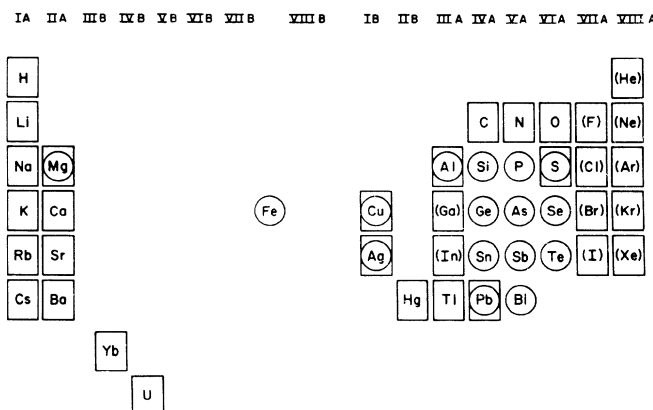 IA IIA IIIB IVB VB VIB VIIB VIIIB IB IIB IIIA IVA VA VIA VIIA VIIIA
H (He)
Li C N O (F) (Ne)
Na Mg Al Si P S (Cl) (Ar)
K Ca Fe Cu (Ga) Ge As Se (Br) (Kr)
Rb Sr Ag (In) Sn Sb Te (I) (Xe)
Cs Ba Hg Tl Pb Bi
Yb
U